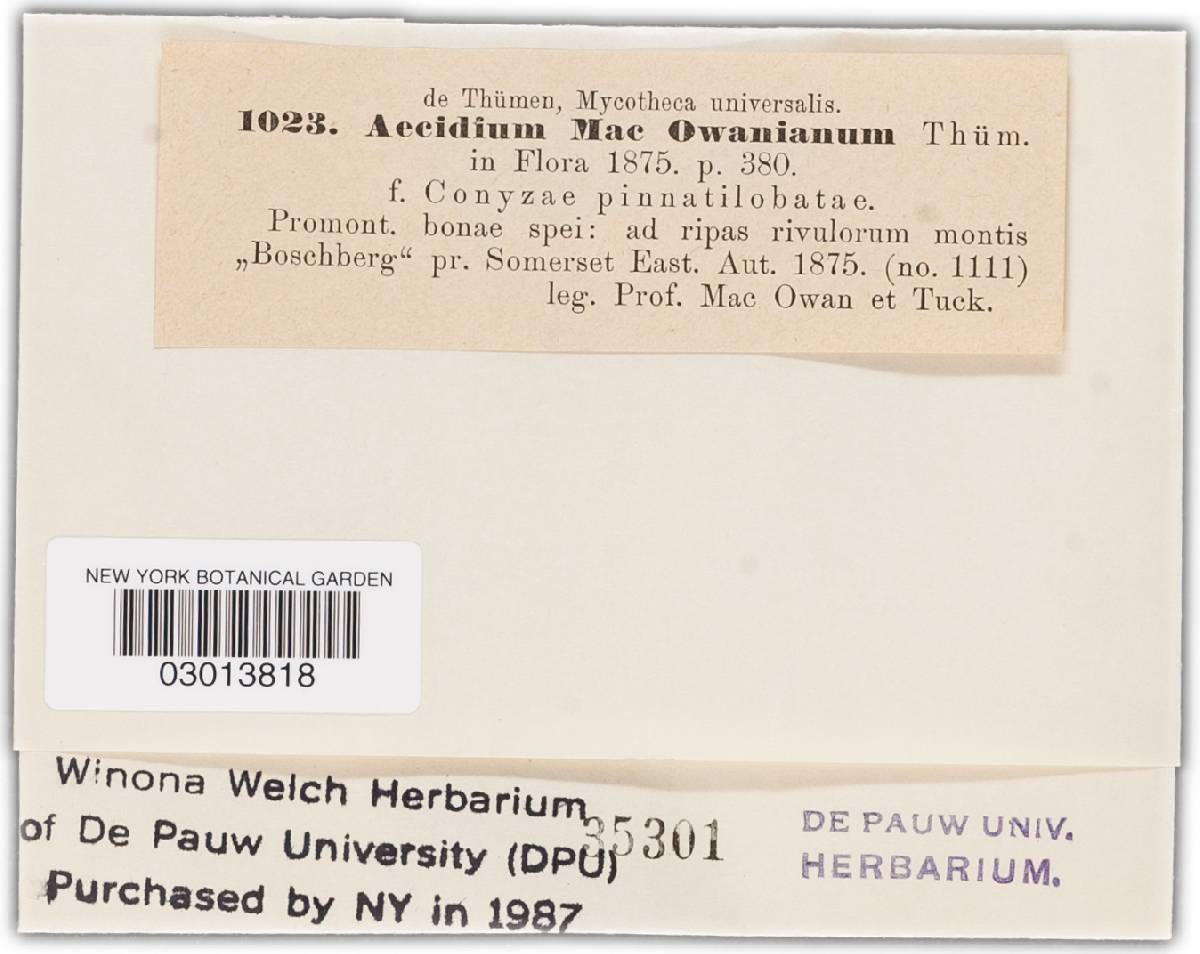 de Thümen, Mycotheca universalis.
1023. Aecidium Mac Owanianum Thüm.
in Flora 1875. p. 380.
f. Conyzae pinnatilobatae.
Promont. bonae spei: ad ripas rivulorum montis
„Boschberg“ pr. Somerset East. Aut. 1875. (no. 1111)
leg. Prof. Mac Owan et Tuck.
NEW YORK BOTANICAL GARDEN
03013818
Winona Welch Herbarium
of De Pauw University (DPU)
Purchased by NY in 1987
35301
DE PAUW UNIV.
HERBARIUM.